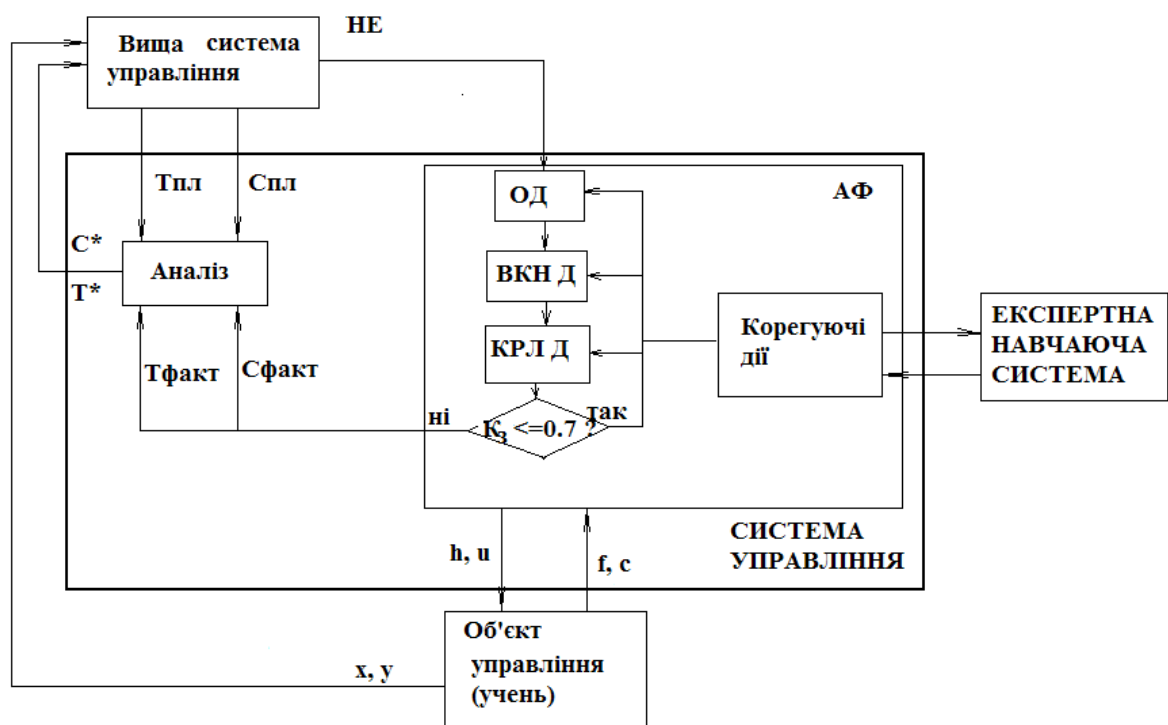 НЕ
Вища система
управління
Тпл
Спл
АФ
ОД
С*
Т*
Аналіз
ВКН Д
Корегуючі
дії
ЕКСПЕРТНА
НАВЧАЮЧА
СИСТЕМА
КРЛ Д
Тфакт
Сфакт
ні
так
Кз <=0.7 ?
СИСТЕМА
УПРАВЛІННЯ
h, u
f, c
Об'єкт
управління
(учень)
x, y